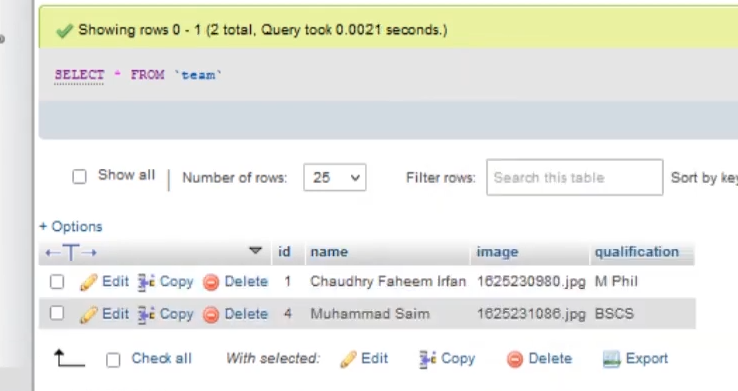 Showing rows 0 - 1 (2 total, Query took 0.0021 seconds.)
SELECT * FROM `team`
Show all | Number of rows: 25 Filter rows: Search this table Sort by key
+ Options
←T→ id name image qualification
Edit Copy Delete 1 Chaudhry Faheem Irfan 1625230980.jpg M Phil
Edit Copy Delete 4 Muhammad Saim 1625231086.jpg BSCS
Check all With selected: Edit Copy Delete Export